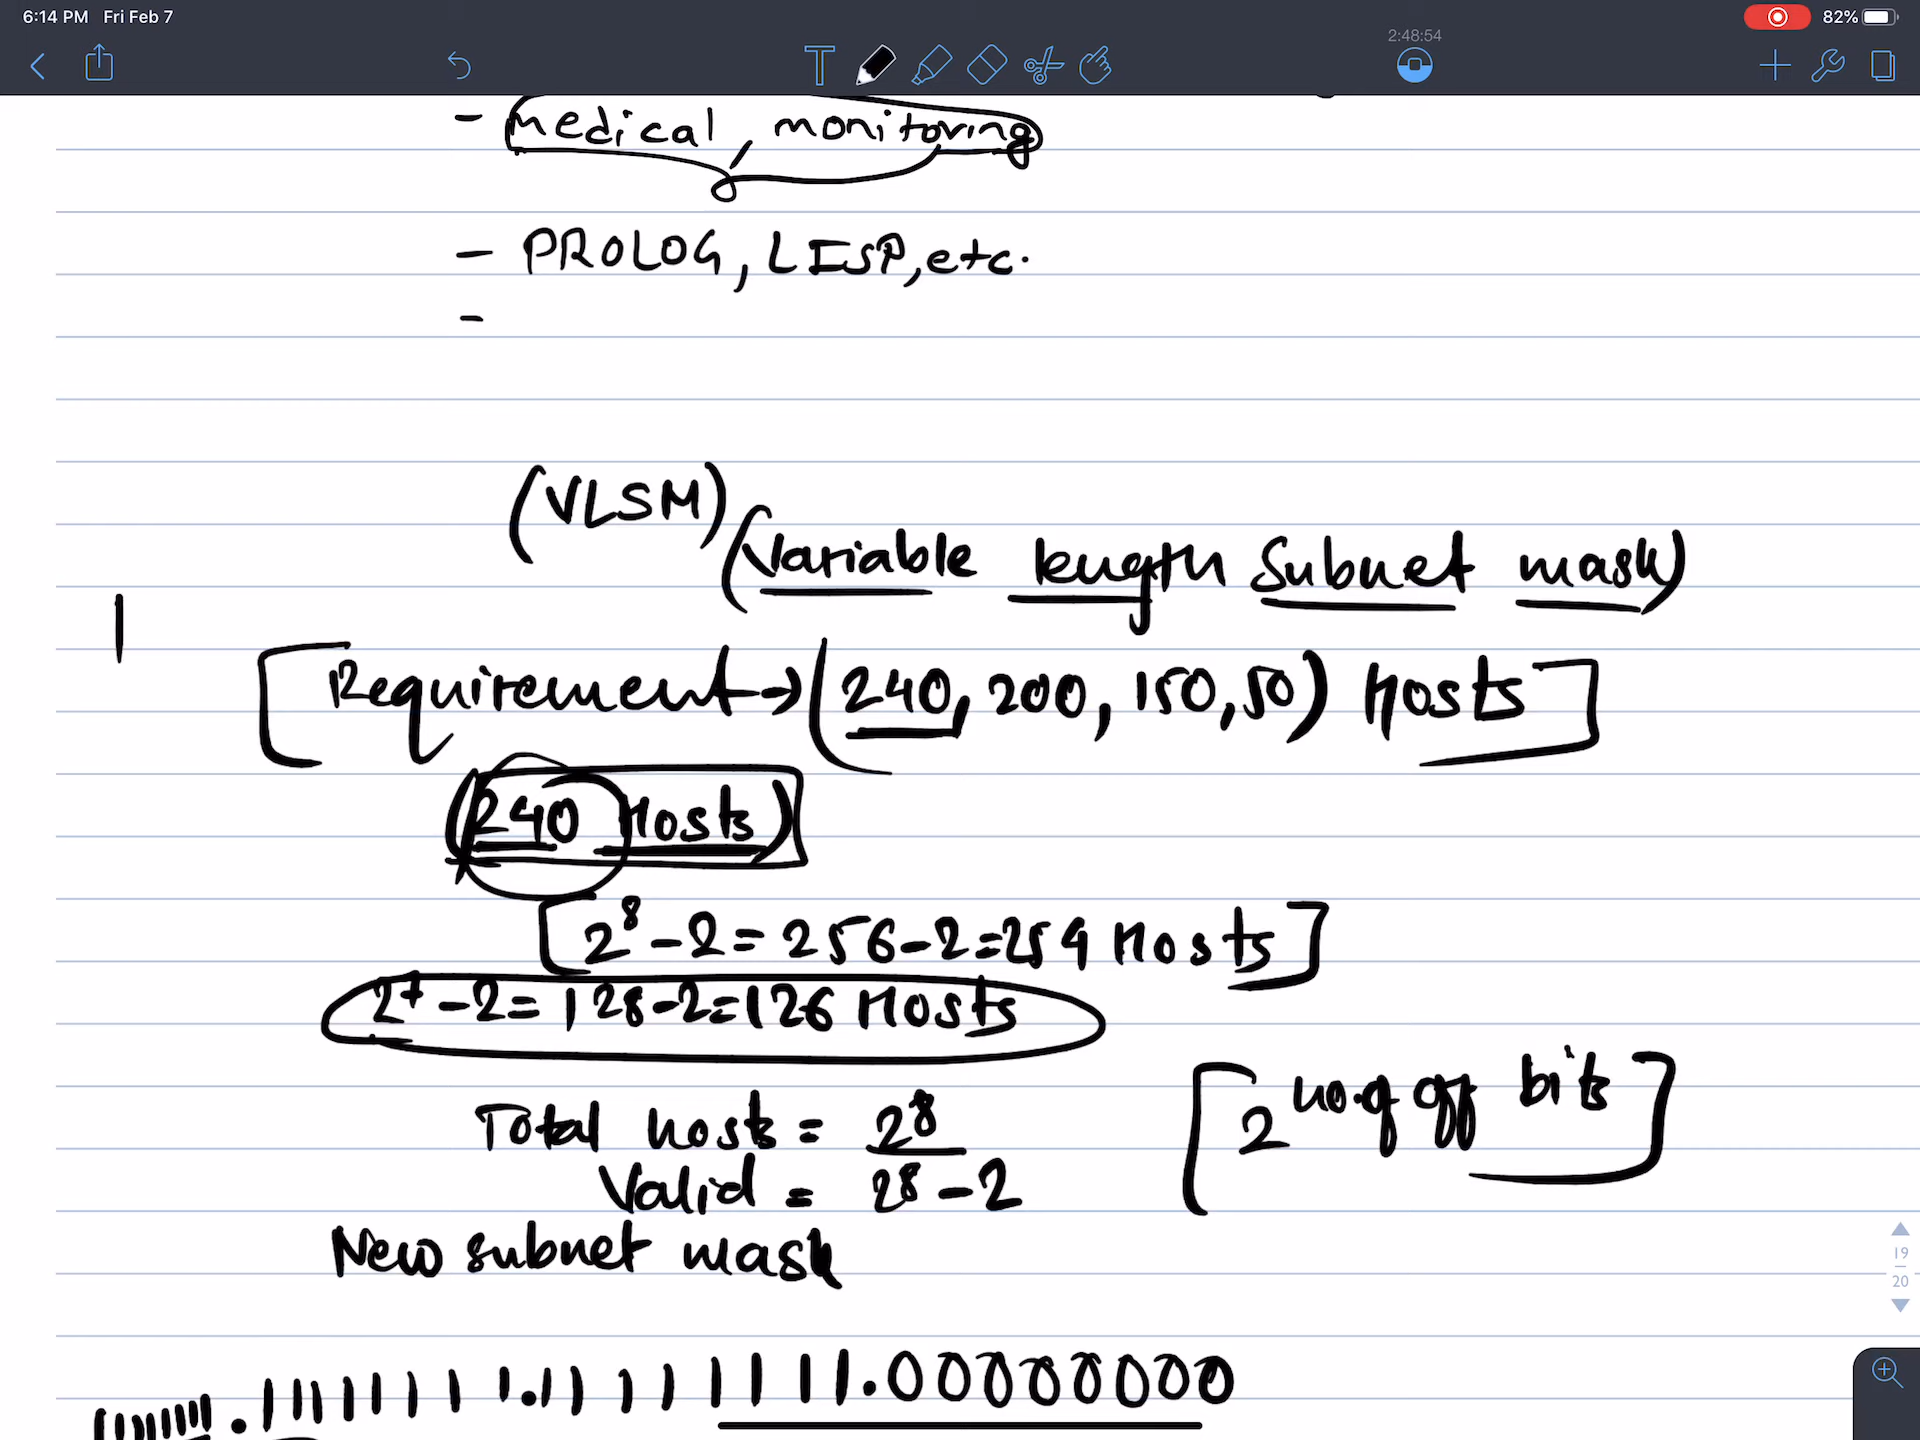 6:14 PM Fri Feb 7
82%
2:48:54
- medical, monitoring
- PROLOG, LISP, etc.
-
(VLSM)
(Variable length Subnet mask)
[Requirement → (240, 200, 150, 50) Hosts]
(240 Hosts)
[2^8 - 2 = 256 - 2 = 254 Hosts]
2^7 - 2 = 128 - 2 = 126 Hosts
Total hosts = 2^8
Valid = 2^8 - 2
[2^no. of off bits]
New subnet mask
19
20
11111111.11111111.11111111.00000000